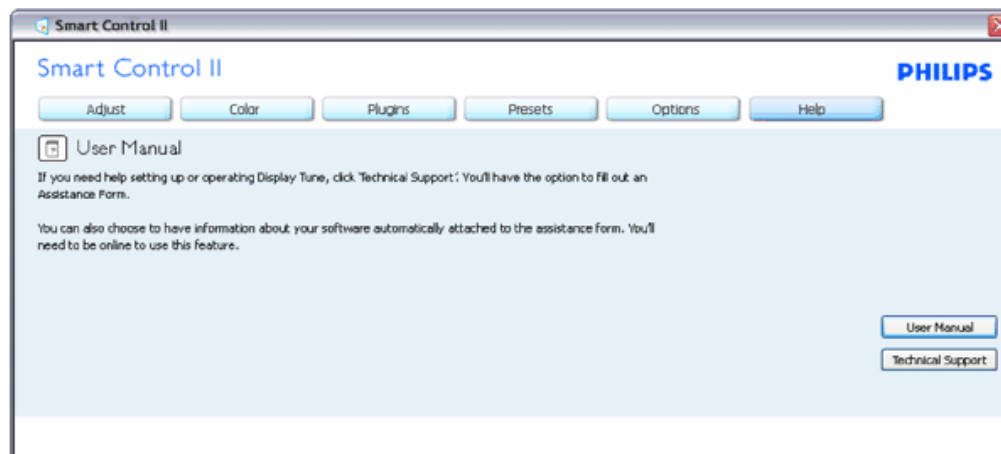 Smart Control II
Smart Control II
PHILIPS
Adjust Color Plugins Presets Options Help
User Manual
If you need help setting up or operating Display Tune, click 'Technical Support'. You'll have the option to fill out an
Assistance Form.
You can also choose to have information about your software automatically attached to the assistance form. You'll
need to be online to use this feature.
User Manual
Technical Support